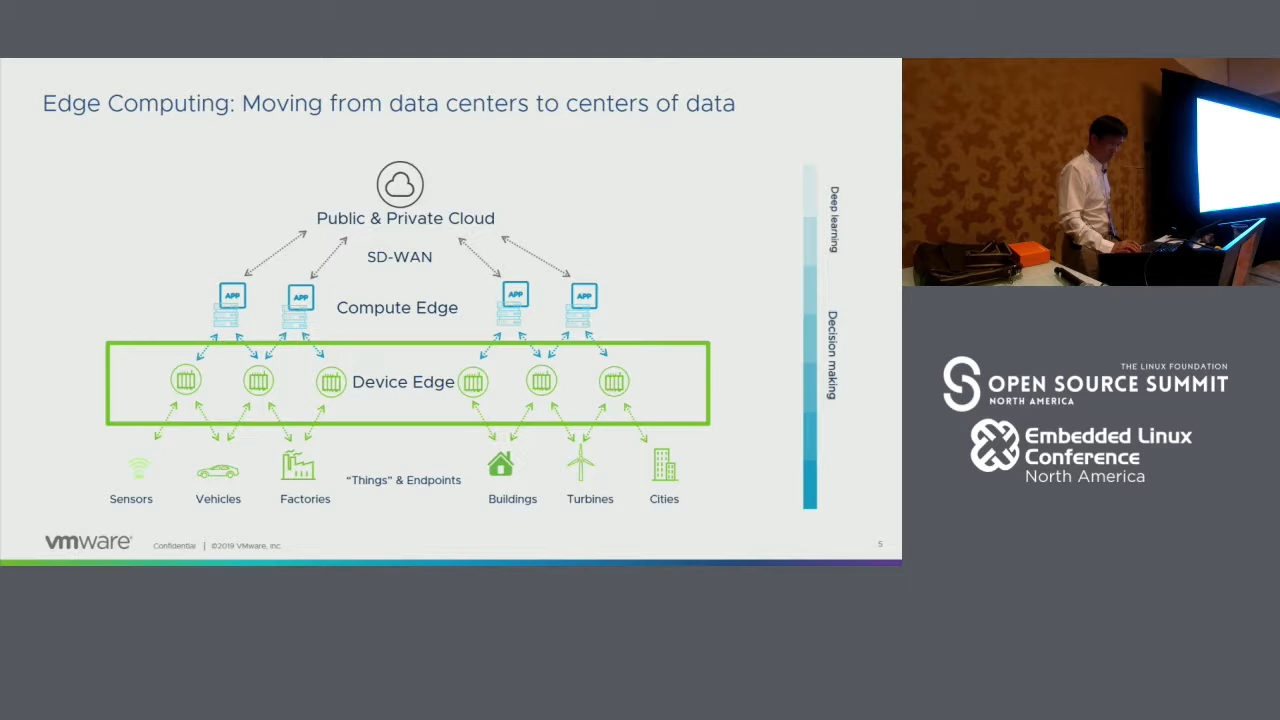 Edge Computing: Moving from data centers to centers of data
Public & Private Cloud
SD-WAN
APP
APP
APP
APP
Compute Edge
Device Edge
"Things" & Endpoints
Sensors
Vehicles
Factories
Buildings
Turbines
Cities
Deep learning
Decision making
vmware
Confidential | ©2019 VMware, Inc.
5
THE LINUX FOUNDATION
OPEN SOURCE SUMMIT
NORTH AMERICA
Embedded Linux
Conference
North America